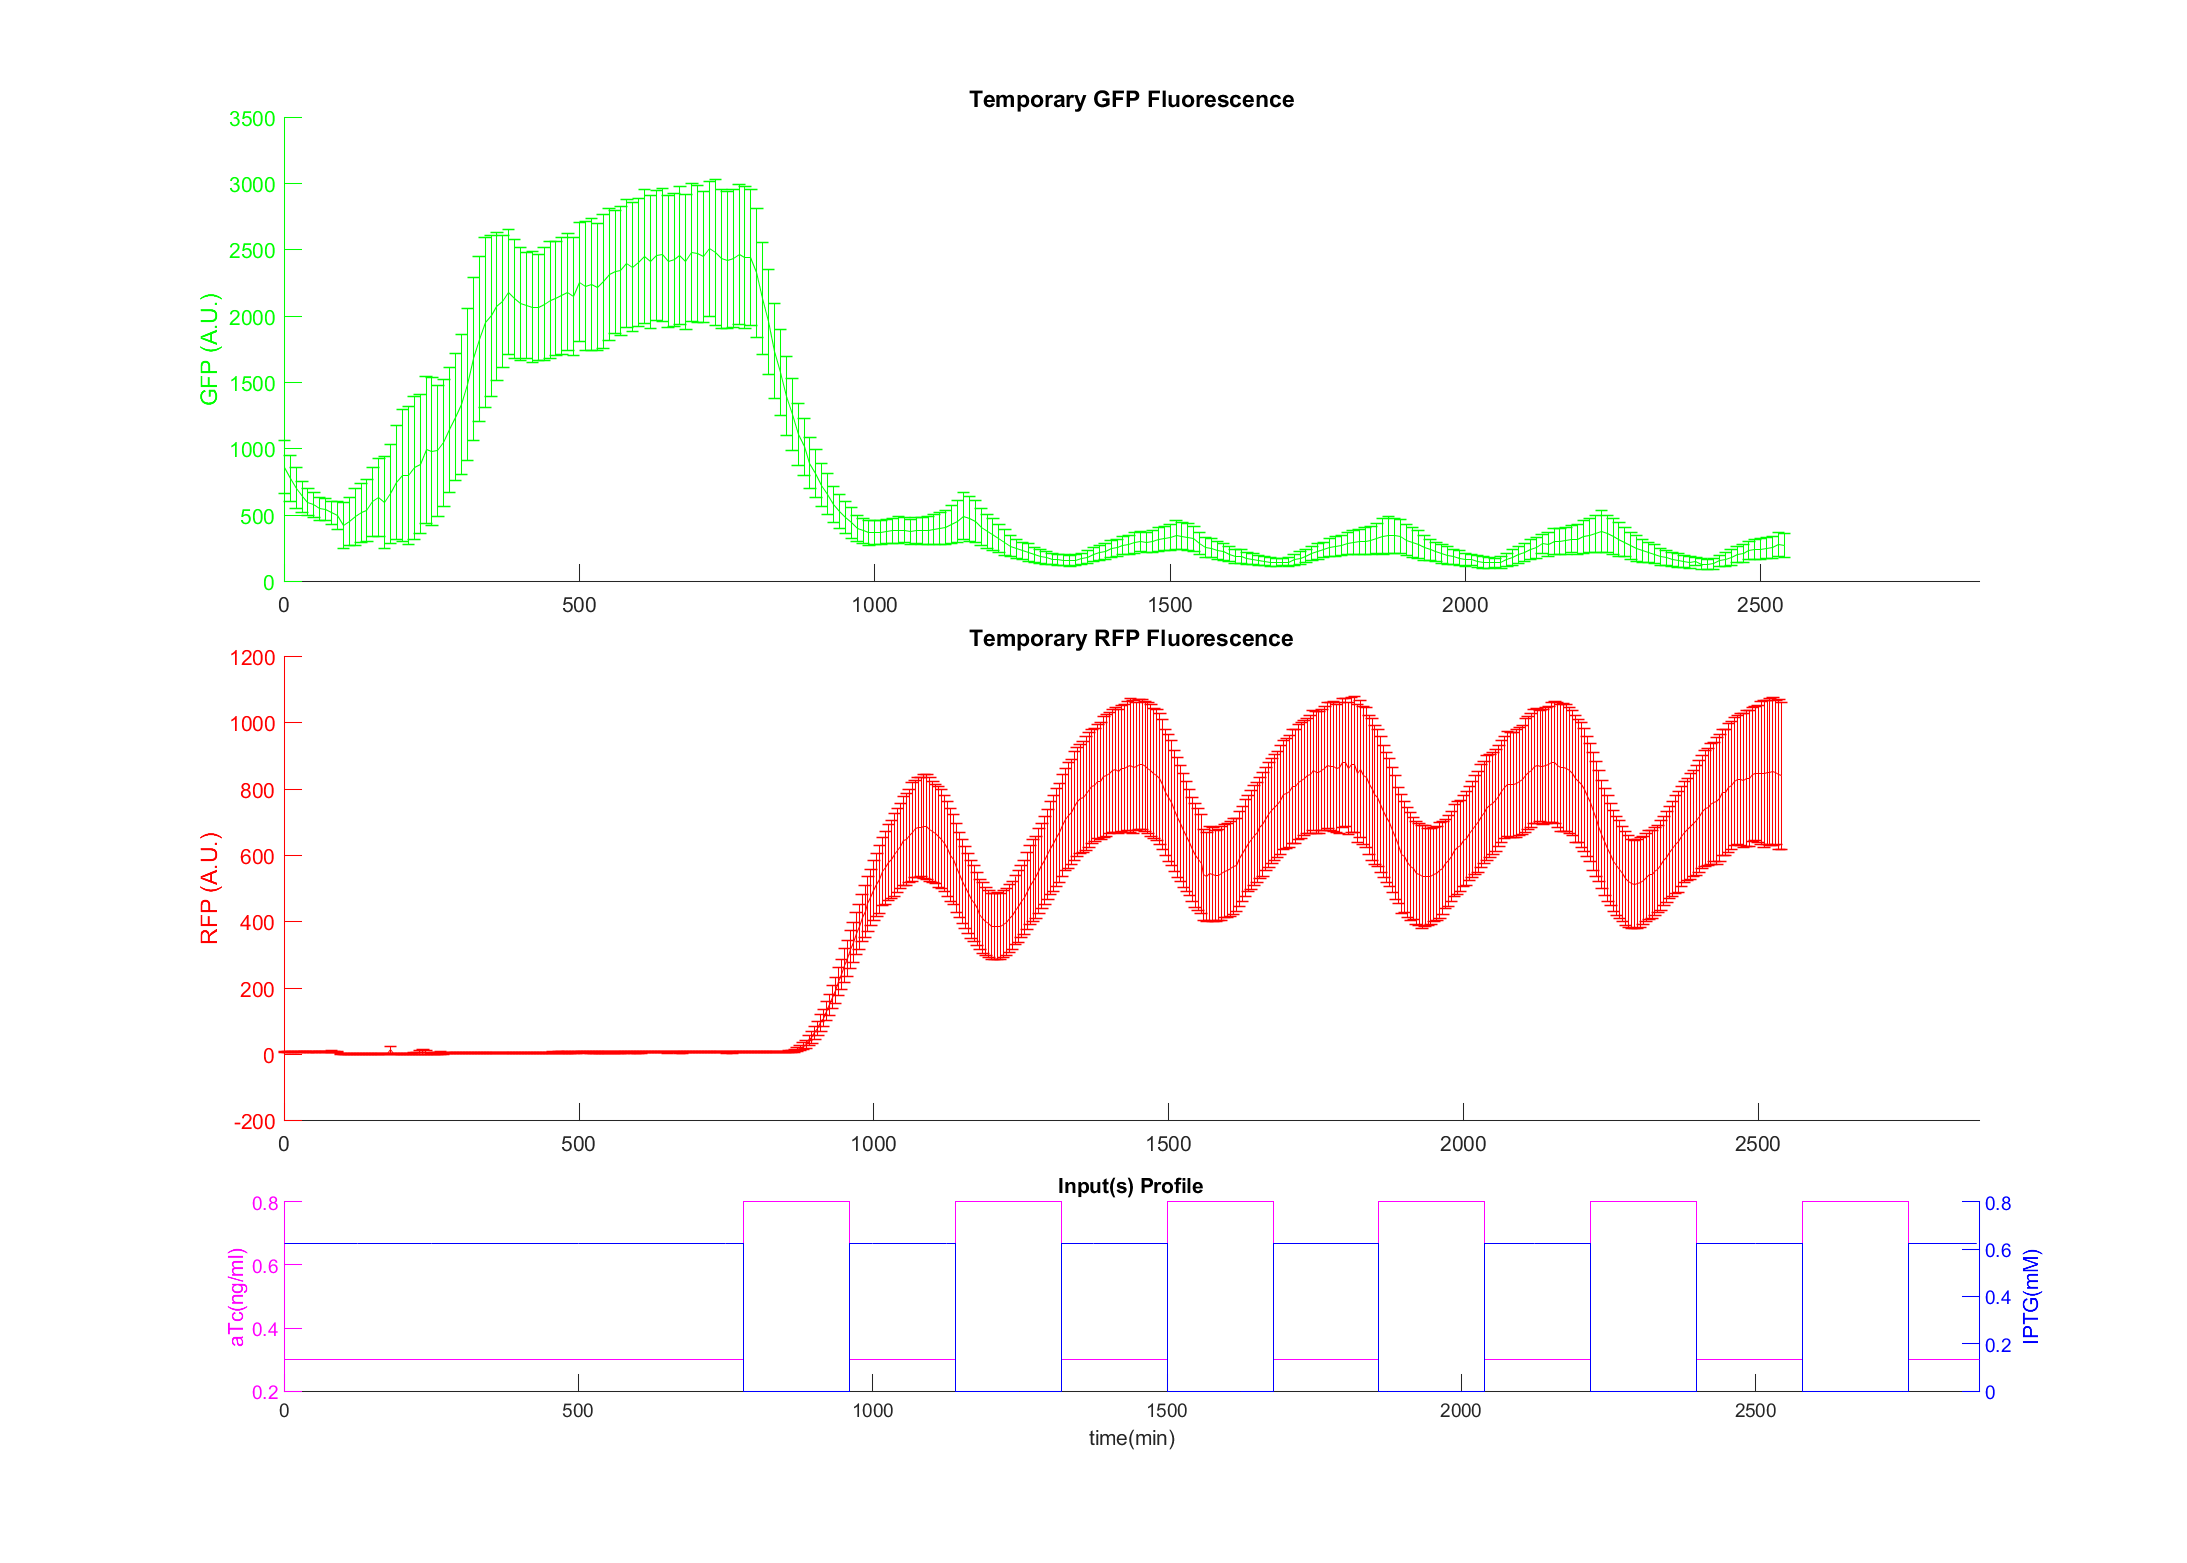 Temporary GFP Fluorescence
3500
3000
2500
2000
1500
1000
500
0
GFP (A.U.)
0 500 1000 1500 2000 2500
Temporary RFP Fluorescence
1200
1000
800
600
400
200
0
-200
RFP (A.U.)
0 500 1000 1500 2000 2500
Input(s) Profile
0.8
0.6
0.4
0.2
aTc(ng/ml)
0.8
0.6
0.4
0.2
0
IPTG(mM)
0 500 1000 1500 2000 2500
time(min)